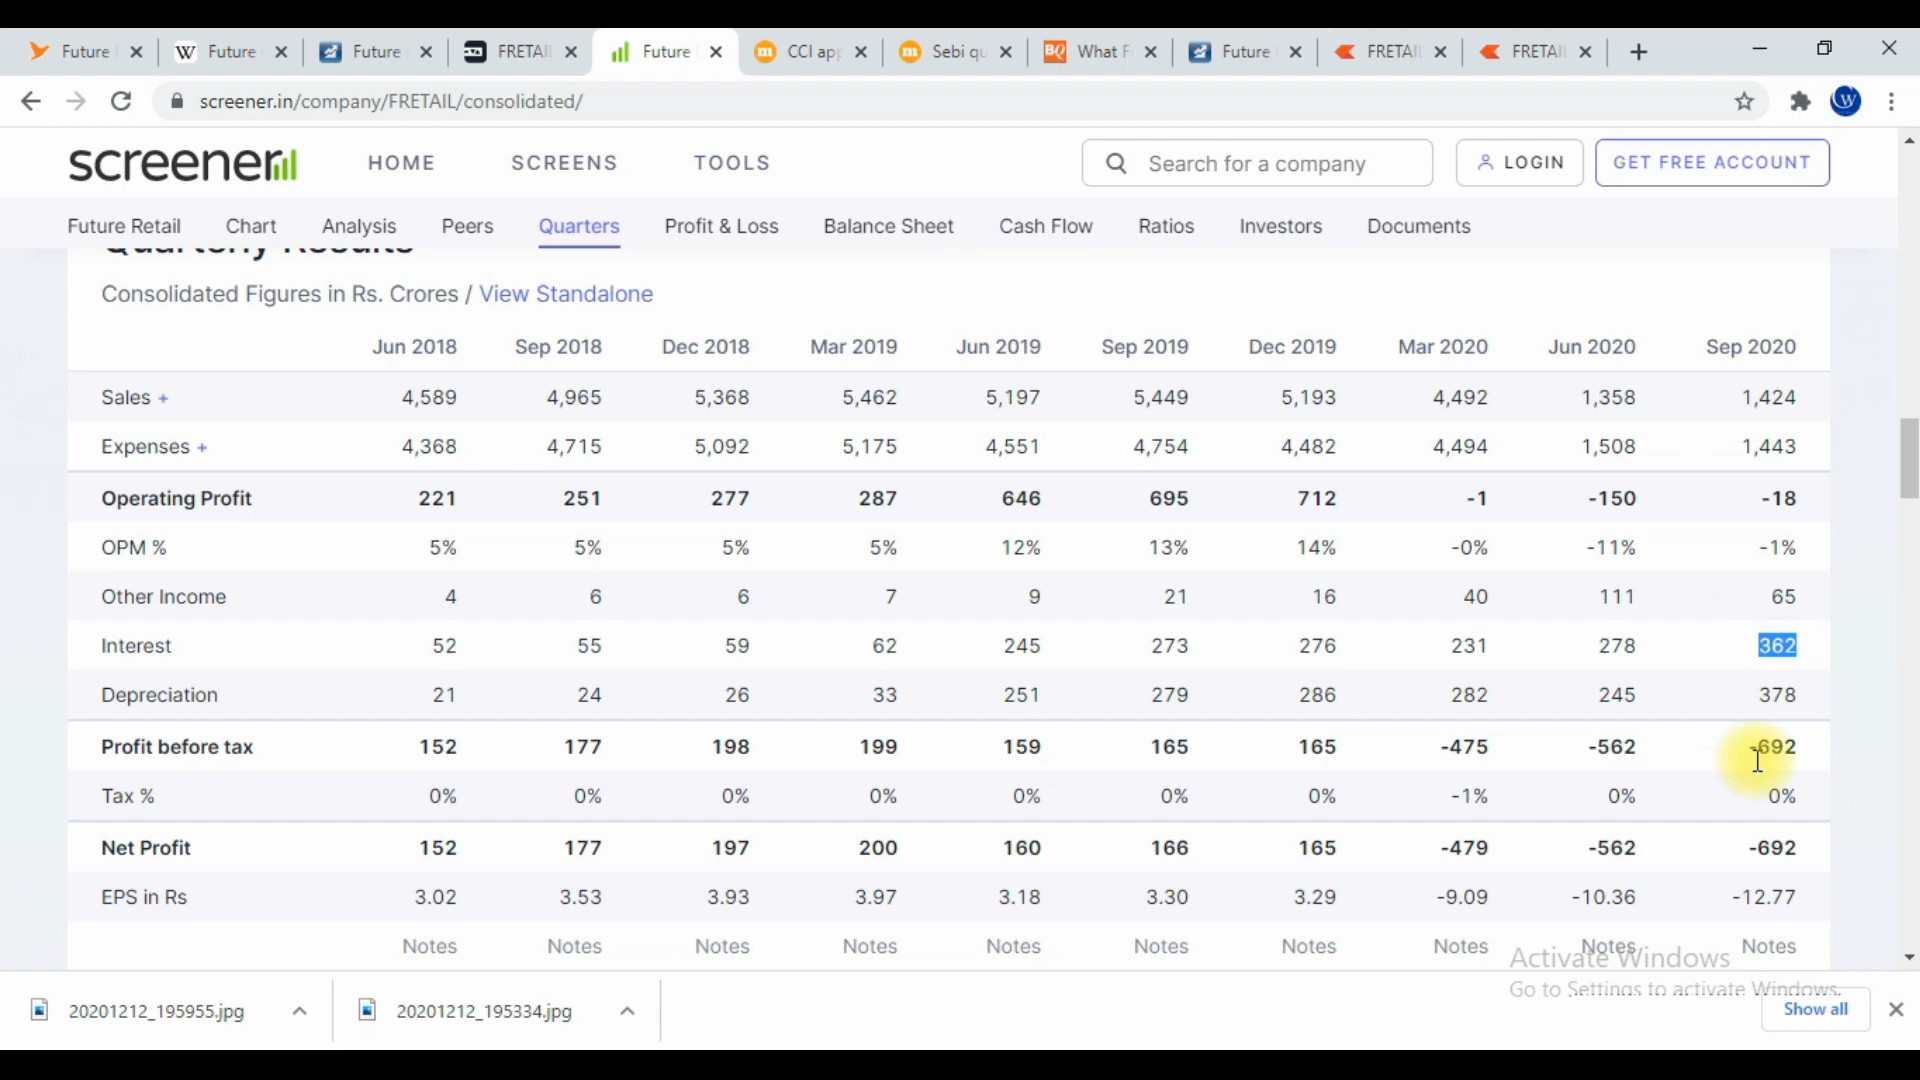 Future
Future
Future
FRETAIL
Future
CCI app
Sebi qu
What F
Future
FRETAIL
FRETAIL
screener.in/company/FRETAIL/consolidated/
screener
HOME
SCREENS
TOOLS
Search for a company
LOGIN
GET FREE ACCOUNT
Future Retail Chart Analysis Peers Quarters Profit & Loss Balance Sheet Cash Flow Ratios Investors Documents
Quarterly Results
Consolidated Figures in Rs. Crores / View Standalone
Jun 2018 Sep 2018 Dec 2018 Mar 2019 Jun 2019 Sep 2019 Dec 2019 Mar 2020 Jun 2020 Sep 2020
Sales + 4,589 4,965 5,368 5,462 5,197 5,449 5,193 4,492 1,358 1,424
Expenses + 4,368 4,715 5,092 5,175 4,551 4,754 4,482 4,494 1,508 1,443
Operating Profit 221 251 277 287 646 695 712 -1 -150 -18
OPM % 5% 5% 5% 5% 12% 13% 14% -0% -11% -1%
Other Income 4 6 6 7 9 21 16 40 111 65
Interest 52 55 59 62 245 273 276 231 278 362
Depreciation 21 24 26 33 251 279 286 282 245 378
Profit before tax 152 177 198 199 159 165 165 -475 -562 -692
Tax % 0% 0% 0% 0% 0% 0% 0% -1% 0% 0%
Net Profit 152 177 197 200 160 166 165 -479 -562 -692
EPS in Rs 3.02 3.53 3.93 3.97 3.18 3.30 3.29 -9.09 -10.36 -12.77
Notes Notes Notes Notes Notes Notes Notes Notes Notes Notes
Activate Windows
Go to Settings to activate Windows.
20201212_195955.jpg
20201212_195334.jpg
Show all